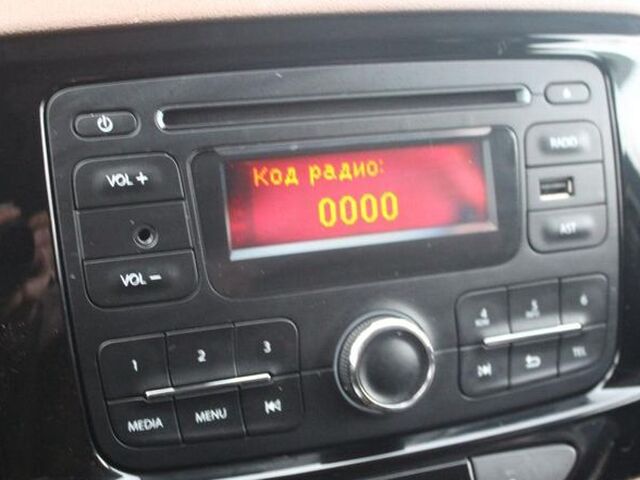 VOL +
Код радио:
0000
RADIO
AST
VOL −
1 2 3
4 5 6
MEDIA MENU
TEL